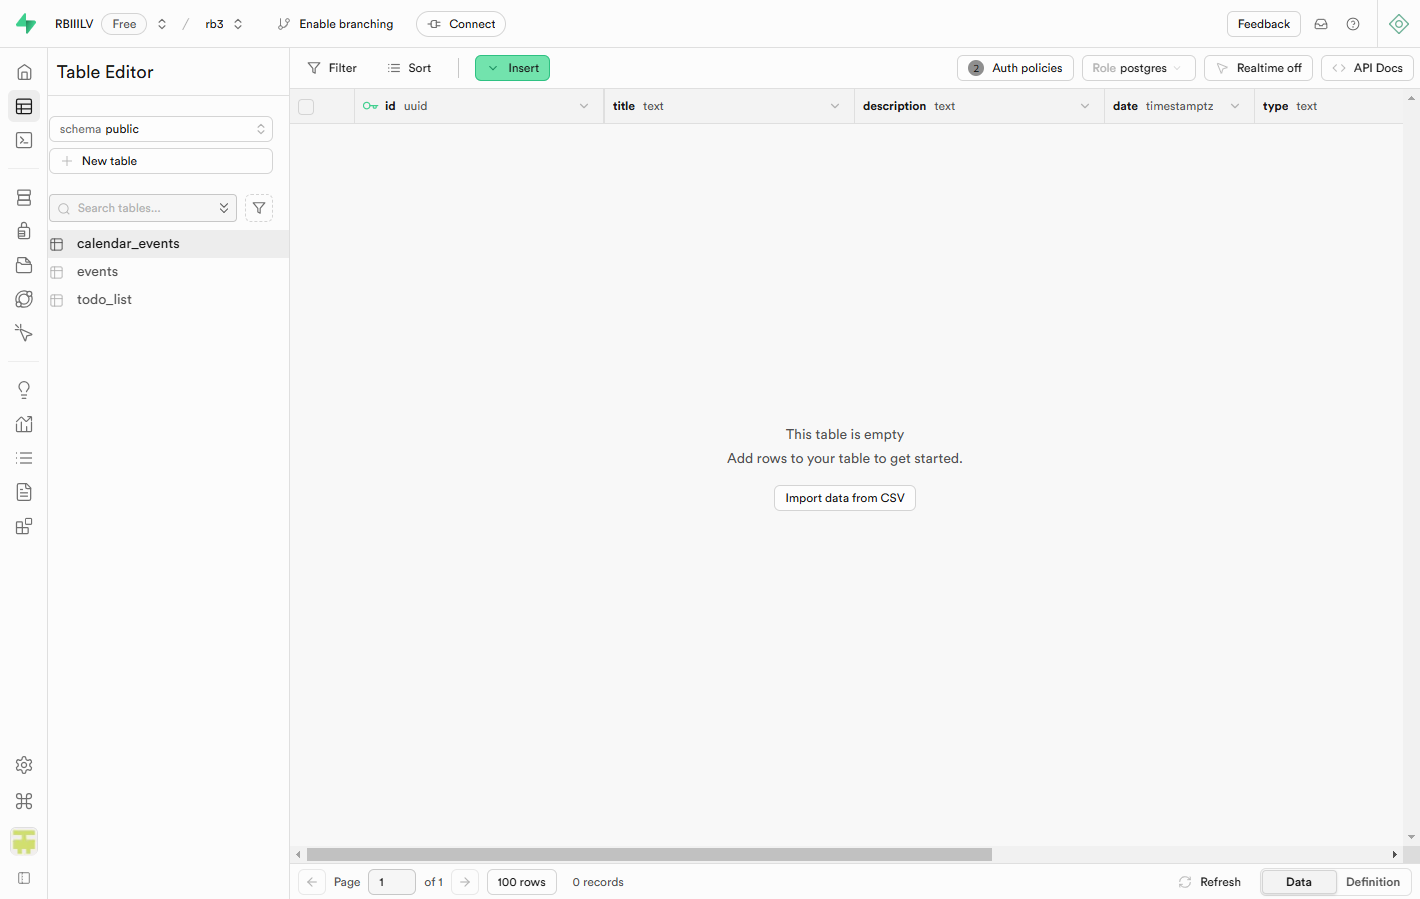 RBIIILV Free / rb3 Enable branching Connect Feedback
Table Editor
Filter Sort Insert 2 Auth policies Role postgres Realtime off API Docs
id uuid title text description text date timestamptz type text
schema public
New table
Search tables...
calendar_events
events
todo_list
This table is empty
Add rows to your table to get started.
Import data from CSV
Page 1 of 1 100 rows 0 records Refresh Data Definition